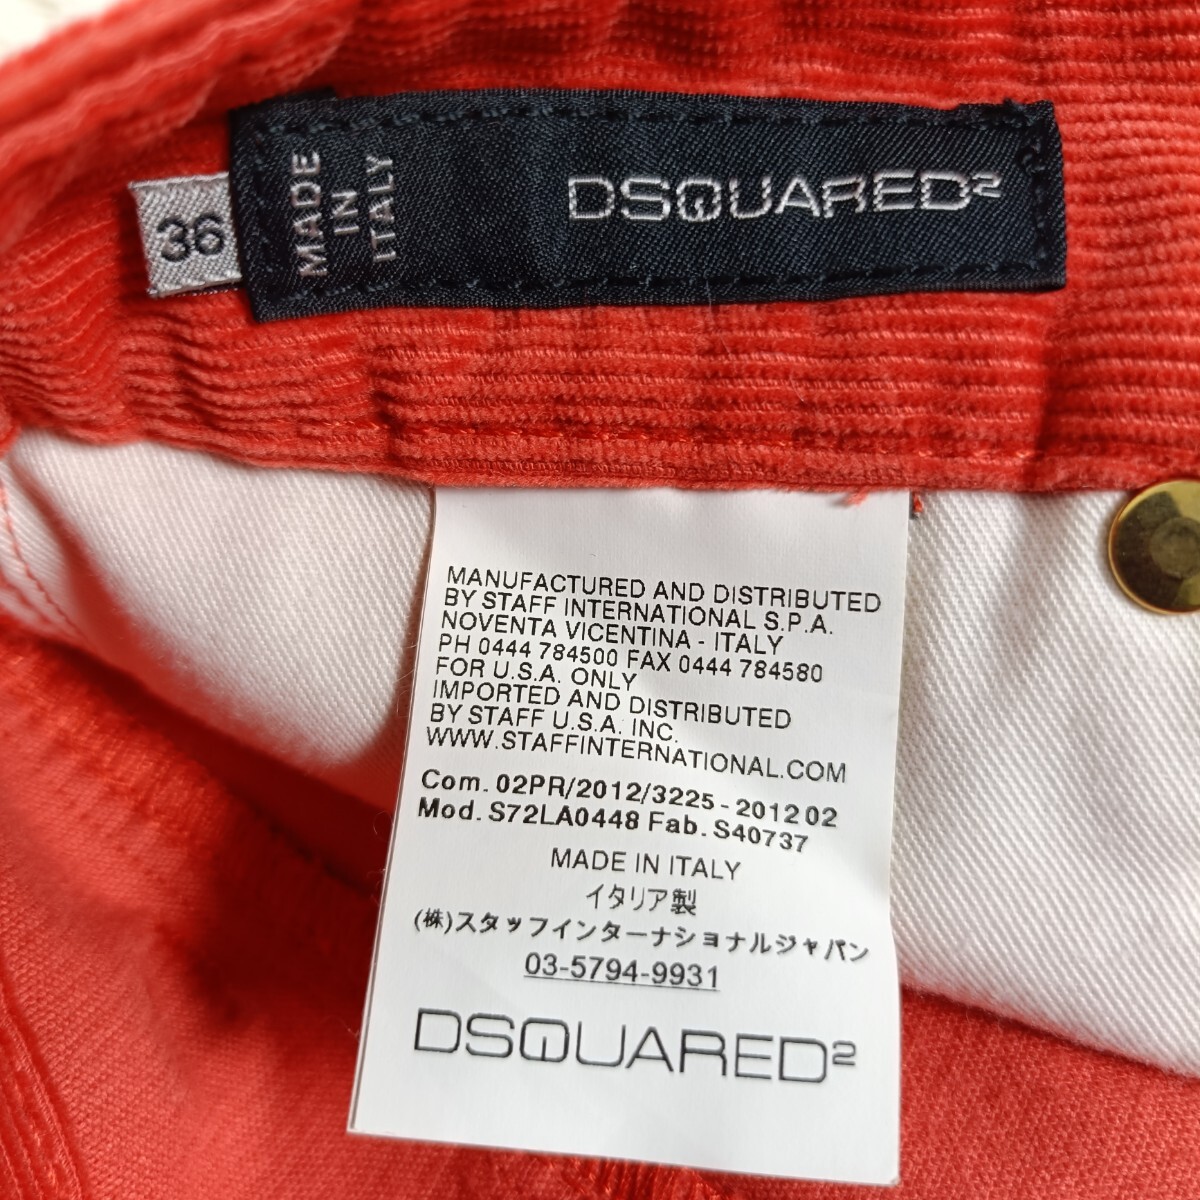 36
MADE
IN
ITALY
DSQUARED²
MANUFACTURED AND DISTRIBUTED
BY STAFF INTERNATIONAL S.P.A.
NOVENTA VICENTINA - ITALY
PH 0444 784500 FAX 0444 784580
FOR U.S.A. ONLY
IMPORTED AND DISTRIBUTED
BY STAFF U.S.A. INC.
WWW.STAFFINTERNATIONAL.COM
Com. 02PR/2012/3225 - 2012 02
Mod. S72LA0448 Fab. S40737
MADE IN ITALY
イタリア製
(株)スタッフインターナショナルジャパン
03-5794-9931
DSQUARED²